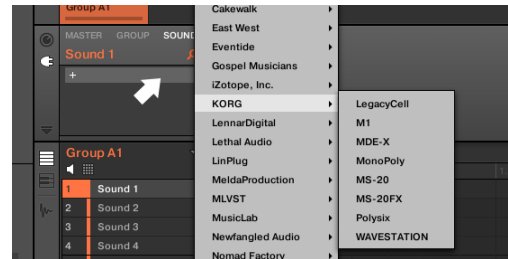 Group A1
MASTER GROUP SOUND
Sound 1
+
Group A1
1 Sound 1
2 Sound 2
3 Sound 3
4 Sound 4
Cakewalk
East West
Eventide
Gospel Musicians
iZotope, Inc.
KORG
LennarDigital
Lethal Audio
LinPlug
MeldaProduction
MLVST
MusicLab
Newfangled Audio
Nomad Factory
LegacyCell
M1
MDE-X
MonoPoly
MS-20
MS-20FX
Polysix
WAVESTATION